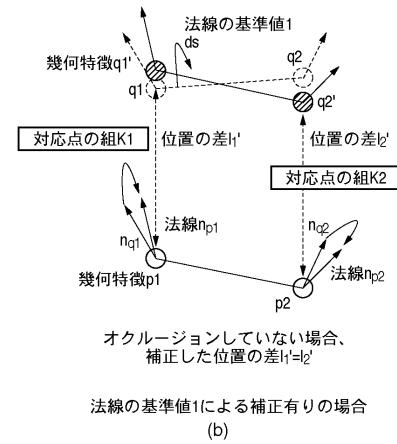 法線の基準値1
ds
幾何特徴q1'
q1
q2
q2'
対応点の組K1
位置の差l1'
位置の差l2'
対応点の組K2
nq1
法線np1
nq2
法線np2
幾何特徴p1
p2
オクルージョンしていない場合、
補正した位置の差l1'=l2'
法線の基準値1による補正有りの場合
(b)